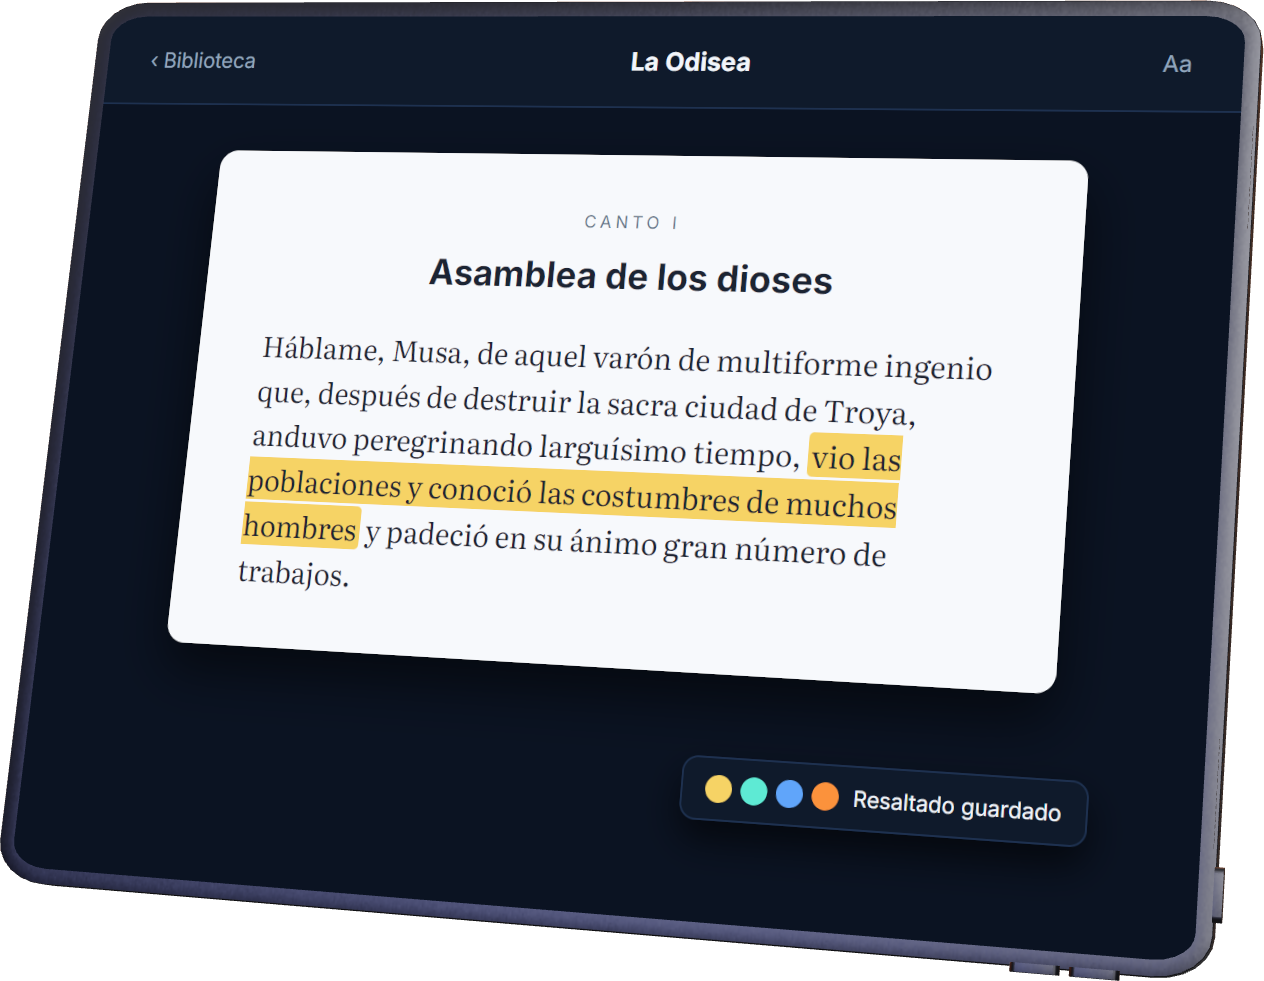 ‹ Biblioteca
La Odisea
Aa
CANTO I
Asamblea de los dioses
Háblame, Musa, de aquel varón de multiforme ingenio
que, después de destruir la sacra ciudad de Troya,
anduvo peregrinando larguísimo tiempo, vio las
poblaciones y conoció las costumbres de muchos
hombres y padeció en su ánimo gran número de
trabajos.
Resaltado guardado